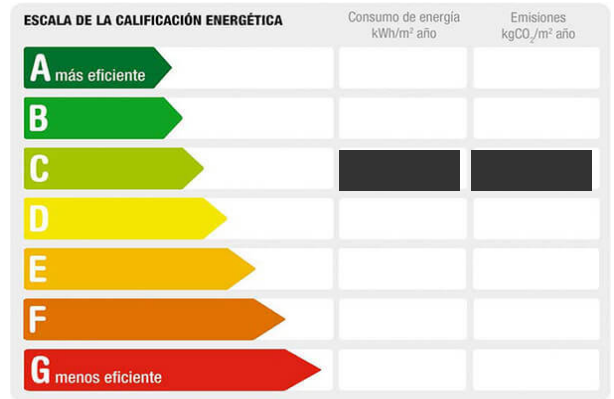 ESCALA DE LA CALIFICACIÓN ENERGÉTICA
Consumo de energía
kWh/m² año
Emisiones
kgCO₂/m² año
A más eficiente
B
C
D
E
F
G menos eficiente